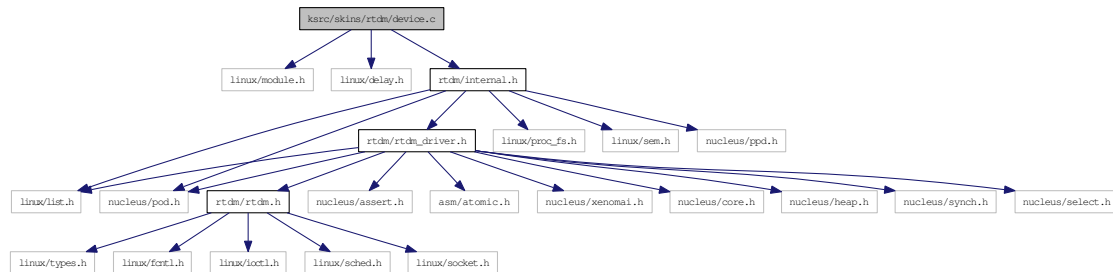 ksrc/skins/rtdm/device.c
linux/module.h
linux/delay.h
rtdm/internal.h
rtdm/rtdm_driver.h
linux/proc_fs.h
linux/sem.h
nucleus/ppd.h
linux/list.h
nucleus/pod.h
rtdm/rtdm.h
nucleus/assert.h
asm/atomic.h
nucleus/xenomai.h
nucleus/core.h
nucleus/heap.h
nucleus/synch.h
nucleus/select.h
linux/types.h
linux/fcntl.h
linux/ioctl.h
linux/sched.h
linux/socket.h